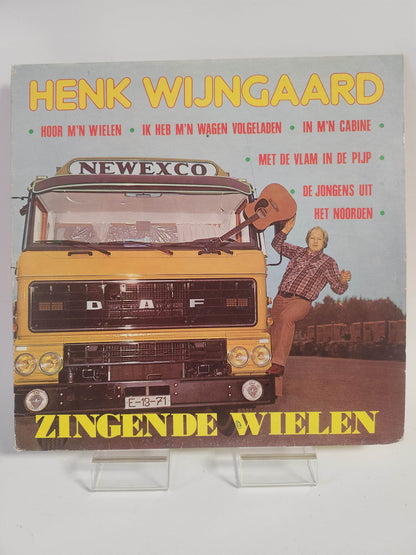 HENK WIJNGAARD
• HOOR M'N WIELEN • IK HEB M'N WAGEN VOLGELADEN • IN M'N CABINE •
• MET DE VLAM IN DE PIJP •
• DE JONGENS UIT
HET NOORDEN •
NEWEXCO
DAF
E-13-71
ZINGENDE WIELEN